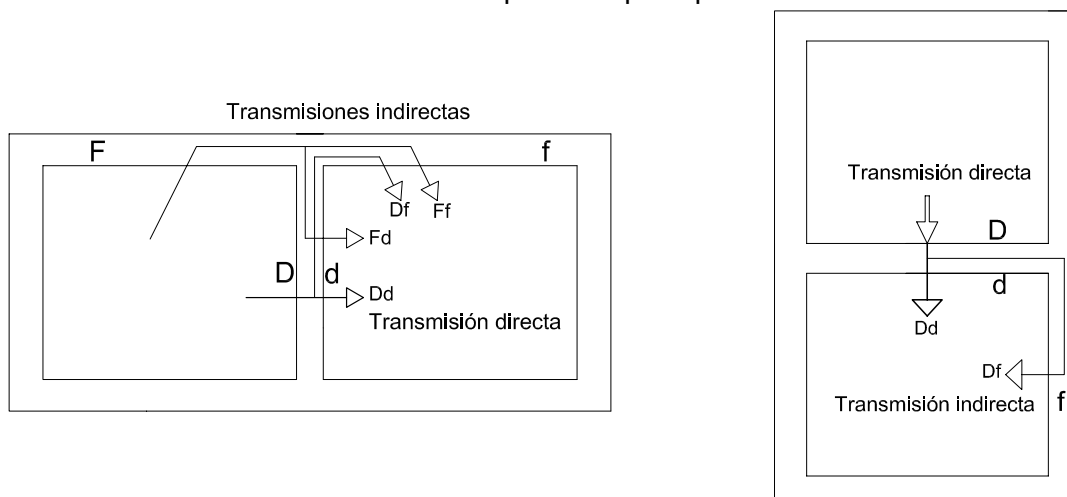 Transmisiones indirectas
F
f
Df
Ff
Fd
D
d
Dd
Transmisión directa
Transmisión directa
D
d
Dd
Df
Transmisión indirecta
f